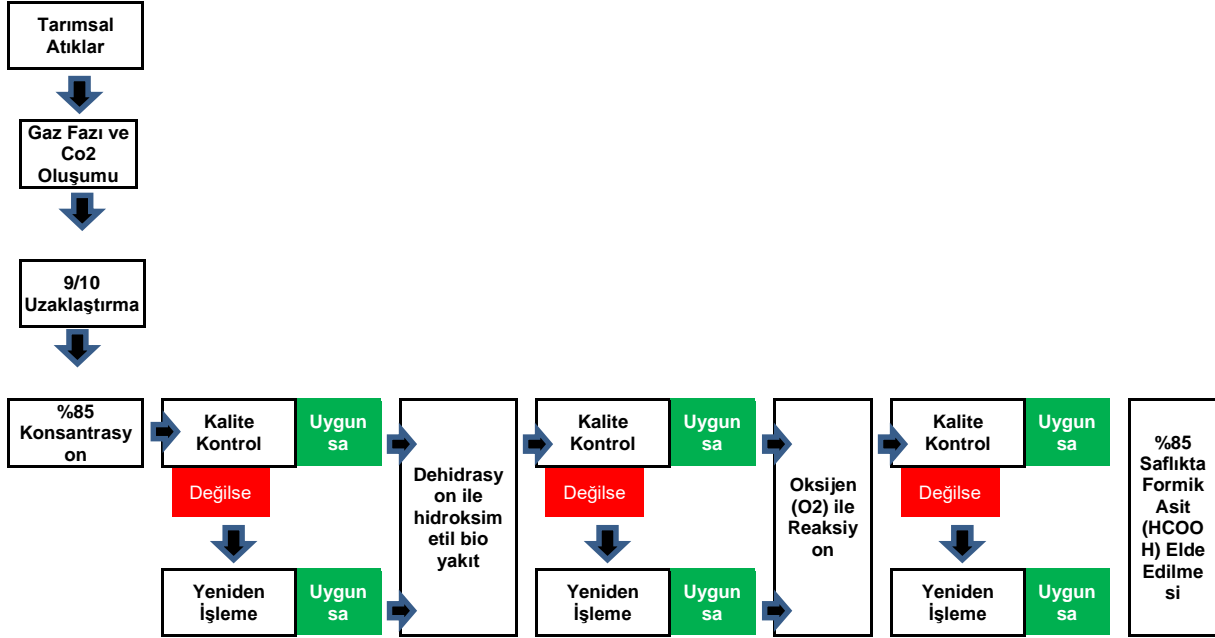 Tarımsal
Atıklar
Gaz Fazı ve
Co2
Oluşumu
9/10
Uzaklaştırma
%85
Konsantrasy
on
Kalite
Kontrol
Uygun
sa
Değilse
Yeniden
İşleme
Uygun
sa
Dehidrasy
on ile
hidroksim
etil bio
yakıt
Kalite
Kontrol
Uygun
sa
Değilse
Yeniden
İşleme
Uygun
sa
Oksijen
(O2) ile
Reaksiy
on
Kalite
Kontrol
Uygun
sa
Değilse
Yeniden
İşleme
Uygun
sa
%85
Saflıkta
Formik
Asit
(HCOO
H) Elde
Edilme
si